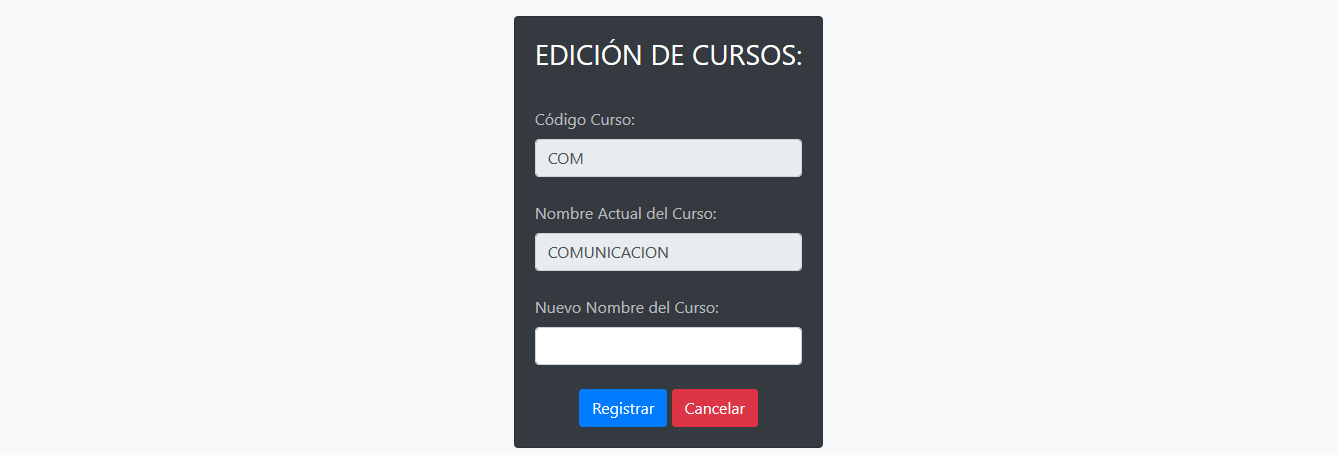 EDICIÓN DE CURSOS:
Código Curso:
COM
Nombre Actual del Curso:
COMUNICACION
Nuevo Nombre del Curso:
Registrar Cancelar